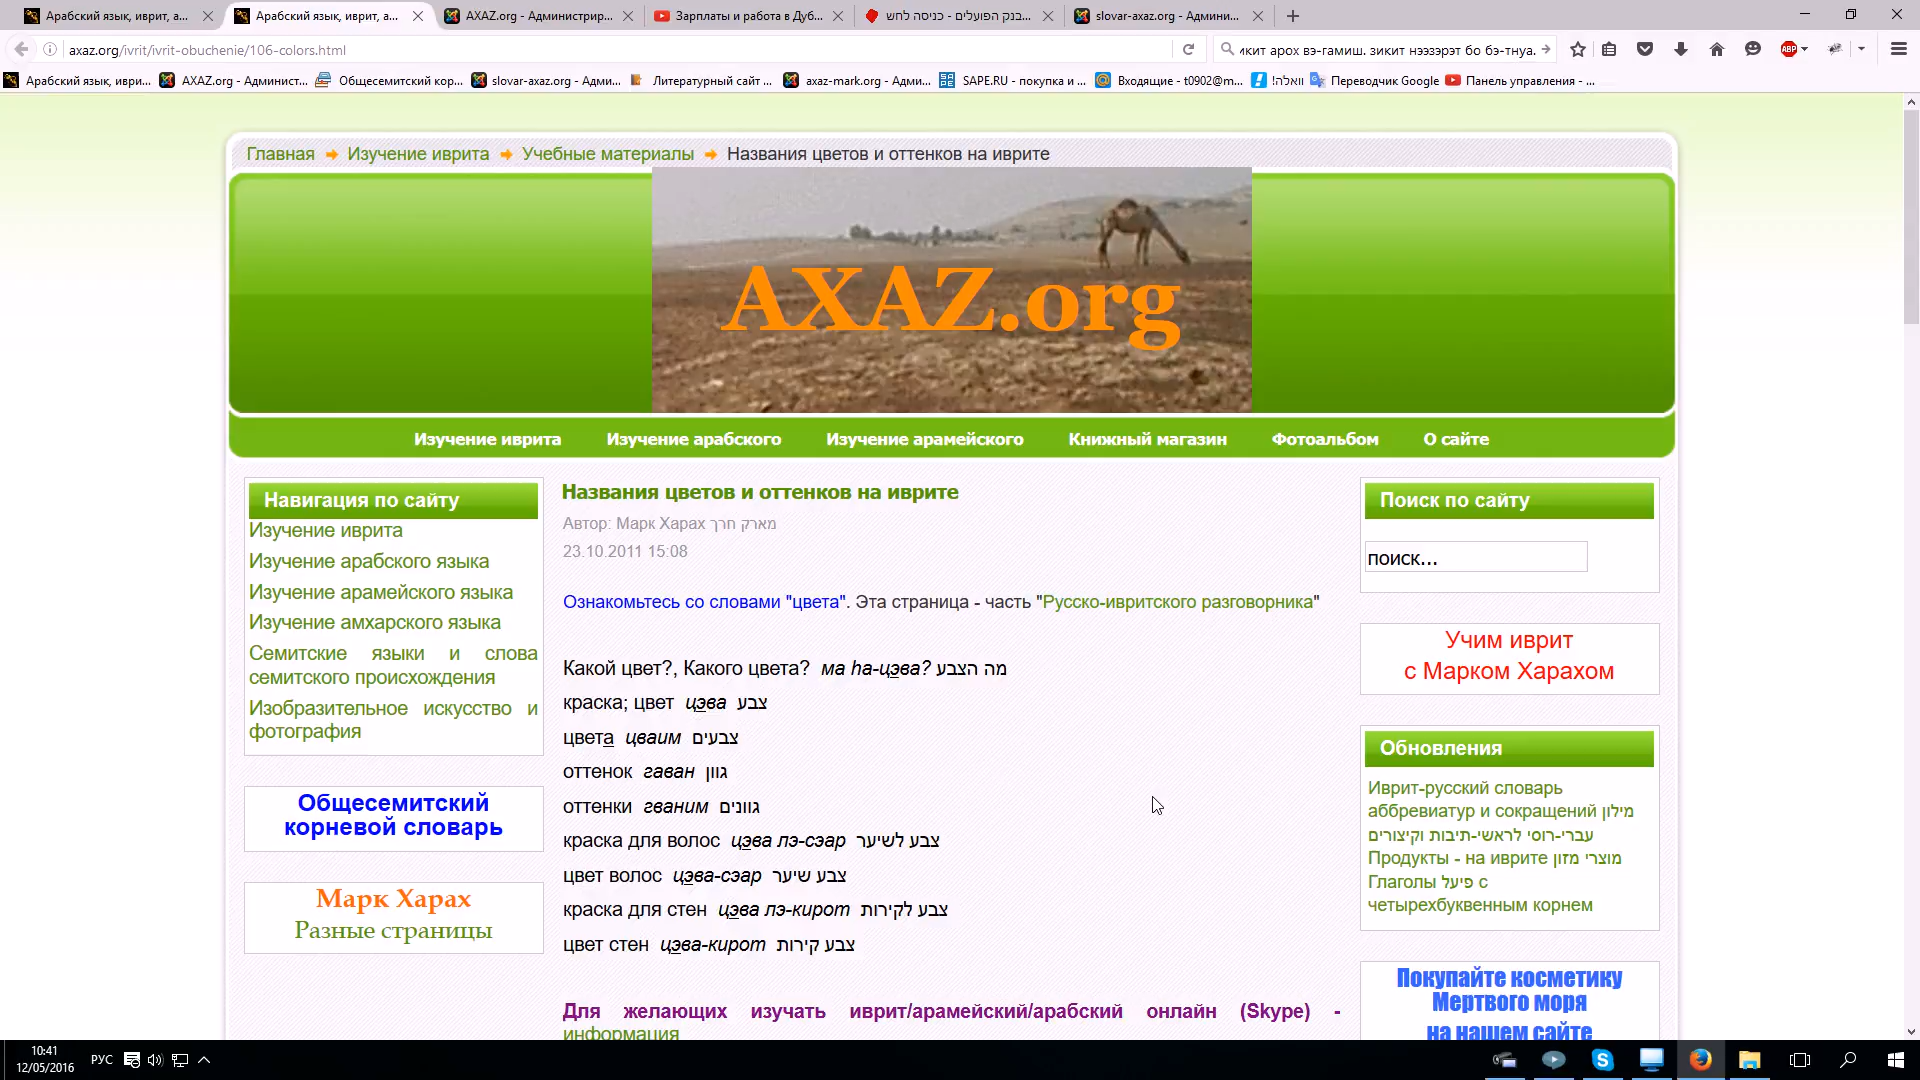 Арабский язык, иврит, а...
Арабский язык, иврит, а...
AXAZ.org - Администрир...
Зарплаты и работа в Дуб...
בנק הפועלים - כניסה לחש...
slovar-axaz.org - Админи...
axaz.org/ivrit/ivrit-obuchenie/106-colors.html
икит арох вэ-гамиш. зикит нээзэрэт бо бэ-тнуа.
ABP
Арабский язык, иври...
AXAZ.org - Админист...
Общесемитский кор...
slovar-axaz.org - Адми...
Литературный сайт ...
axaz-mark.org - Адми...
SAPE.RU - покупка и ...
Входящие - t0902@m...
וואלה!
Переводчик Google
Панель управления - ...
Главная Изучение иврита Учебные материалы Названия цветов и оттенков на иврите
AXAZ.org
Изучение иврита Изучение арабского Изучение арамейского Книжный магазин Фотоальбом О сайте
Навигация по сайту
Изучение иврита
Изучение арабского языка
Изучение арамейского языка
Изучение амхарского языка
Семитские языки и слова
семитского происхождения
Изобразительное искусство и
фотография
Общесемитский
корневой словарь
Марк Харах
Разные страницы
Названия цветов и оттенков на иврите
Автор: Марк Харах מארק חרך
23.10.2011 15:08
Ознакомьтесь со словами "цвета". Эта страница - часть "Русско-ивритского разговорника"
Какой цвет?, Какого цвета? ма hа-цэва? מה הצבע
краска; цвет цэва צבע
цвета цваим צבעים
оттенок гаван גוון
оттенки гваним גוונים
краска для волос цэва лэ-сэар צבע לשיער
цвет волос цэва-сэар צבע שיער
краска для стен цэва лэ-кирот צבע לקירות
цвет стен цэва-кирот צבע קירות
Для желающих изучать иврит/арамейский/арабский онлайн (Skype) -
информация
Поиск по сайту
поиск...
Учим иврит
с Марком Харахом
Обновления
Иврит-русский словарь
аббревиатур и сокращений מילון
עברי-רוסי לראשי-תיבות וקיצורים
Продукты - на иврите מוצרי מזון
Глаголы פיעל с
четырехбуквенным корнем
Покупайте косметику
Мертвого моря
на нашем сайте
10:41
12/05/2016
РУС